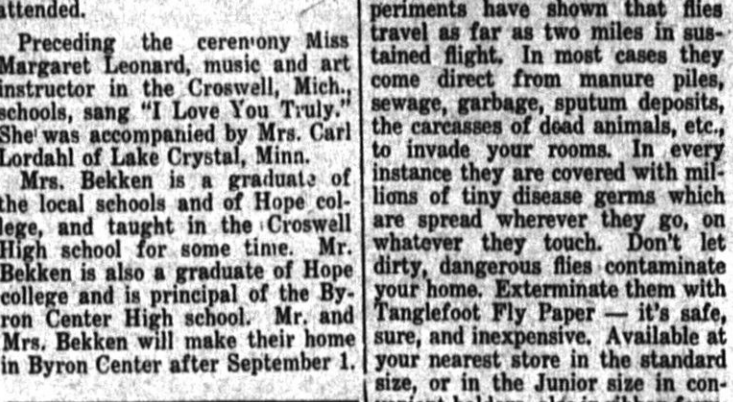 attended.
Preceding the ceremony Miss
Margaret Leonard, music and art
instructor in the Croswell, Mich.,
schools, sang "I Love You Truly."
She was accompanied by Mrs. Carl
Lordahl of Lake Crystal, Minn.
Mrs. Bekken is a graduate of
the local schools and of Hope col-
lege, and taught in the Croswell
High school for some time. Mr.
Bekken is also a graduate of Hope
college and is principal of the By-
ron Center High school. Mr. and
Mrs. Bekken will make their home
in Byron Center after September 1.
periments have shown that flies
travel as far as two miles in sus-
tained flight. In most cases they
come direct from manure piles,
sewage, garbage, sputum deposits,
the carcasses of dead animals, etc.,
to invade your rooms. In every
instance they are covered with mil-
lions of tiny disease germs which
are spread wherever they go, on
whatever they touch. Don't let
dirty, dangerous flies contaminate
your home. Exterminate them with
Tanglefoot Fly Paper — it's safe,
sure, and inexpensive. Available at
your nearest store in the standard
size, or in the Junior size in con-